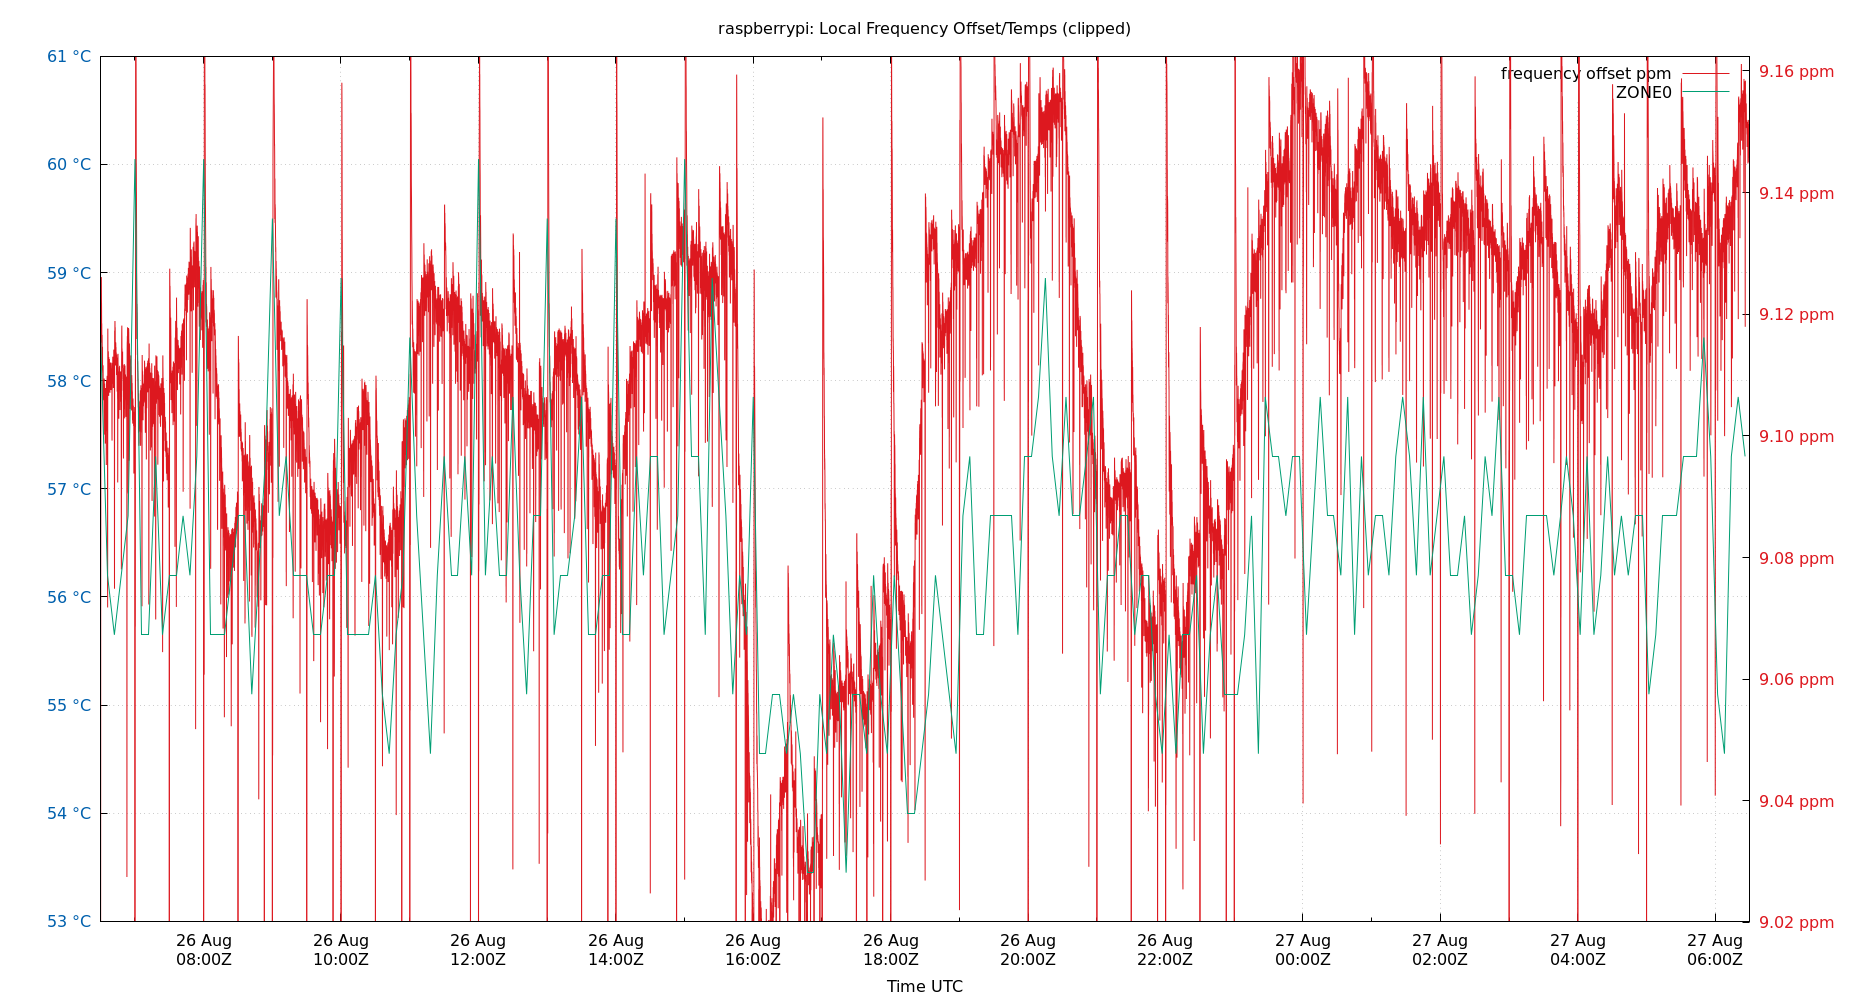 raspberrypi: Local Frequency Offset/Temps (clipped)
61 °C
60 °C
59 °C
58 °C
57 °C
56 °C
55 °C
54 °C
53 °C
frequency offset ppm
ZONE0
9.16 ppm
9.14 ppm
9.12 ppm
9.10 ppm
9.08 ppm
9.06 ppm
9.04 ppm
9.02 ppm
26 Aug 26 Aug 26 Aug 26 Aug 26 Aug 26 Aug 26 Aug 26 Aug 27 Aug 27 Aug 27 Aug 27 Aug
08:00Z 10:00Z 12:00Z 14:00Z 16:00Z 18:00Z 20:00Z 22:00Z 00:00Z 02:00Z 04:00Z 06:00Z
Time UTC